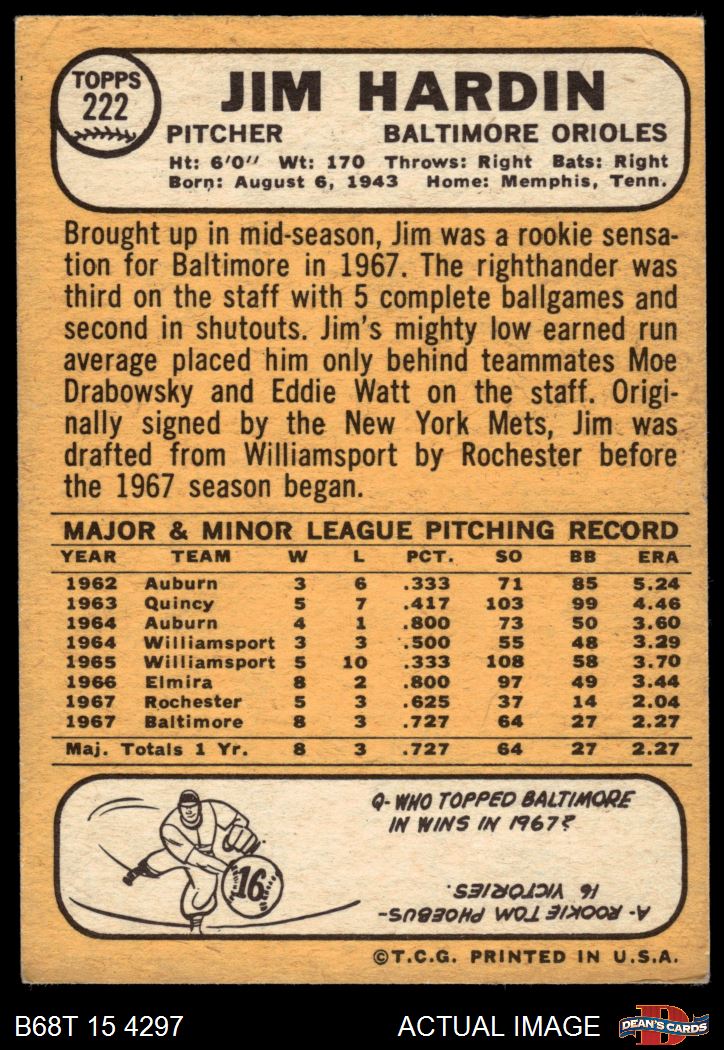 TOPPS
222
JIM HARDIN
PITCHER BALTIMORE ORIOLES
Ht: 6'0" Wt: 170 Throws: Right Bats: Right
Born: August 6, 1943 Home: Memphis, Tenn.
Brought up in mid-season, Jim was a rookie sensa-
tion for Baltimore in 1967. The righthander was
third on the staff with 5 complete ballgames and
second in shutouts. Jim's mighty low earned run
average placed him only behind teammates Moe
Drabowsky and Eddie Watt on the staff. Origi-
nally signed by the New York Mets, Jim was
drafted from Williamsport by Rochester before
the 1967 season began.
MAJOR & MINOR LEAGUE PITCHING RECORD
YEAR TEAM W L PCT. SO BB ERA
1962 Auburn 3 6 .333 71 85 5.24
1963 Quincy 5 7 .417 103 99 4.46
1964 Auburn 4 1 .800 73 50 3.60
1964 Williamsport 3 3 .500 55 48 3.29
1965 Williamsport 5 10 .333 108 58 3.70
1966 Elmira 8 2 .800 97 49 3.44
1967 Rochester 5 3 .625 37 14 2.04
1967 Baltimore 8 3 .727 64 27 2.27
Maj. Totals 1 Yr. 8 3 .727 64 27 2.27
Q-WHO TOPPED BALTIMORE
IN WINS IN 1967?
16
A-ROOKIE TOM PHOEBUS-
16 VICTORIES.
©T.C.G. PRINTED IN U.S.A.
B68T 15 4297 ACTUAL IMAGE
D
DEAN'S CARDS